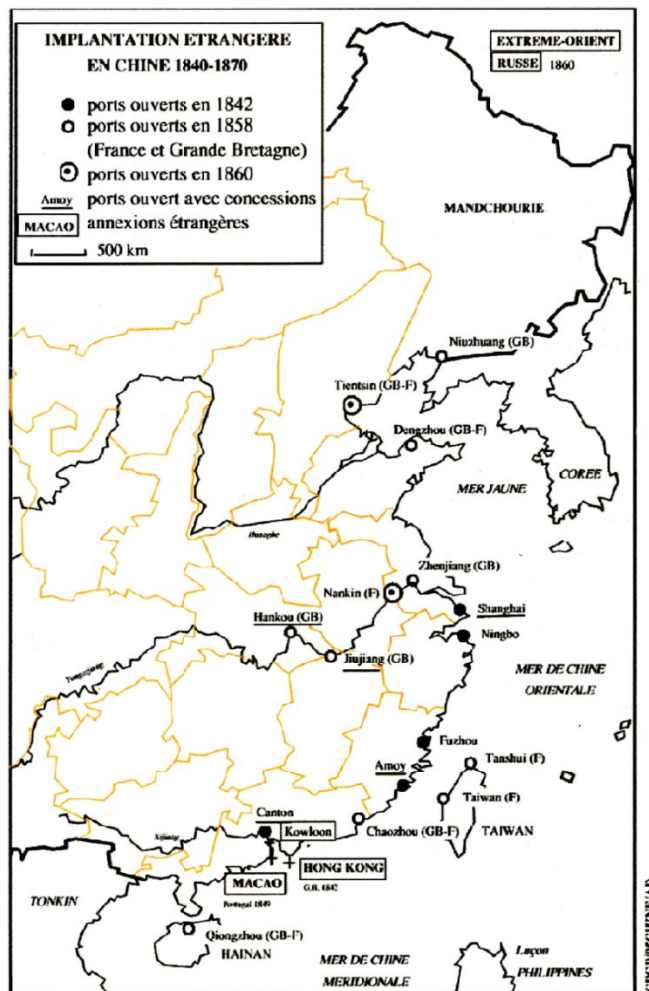 IMPLANTATION ETRANGERE
EN CHINE 1840-1870
ports ouverts en 1842
ports ouverts en 1858
(France et Grande Bretagne)
ports ouverts en 1860
Amoy ports ouvert avec concessions
MACAO annexions étrangères
500 km
EXTREME-ORIENT
RUSSE 1860
MANDCHOURIE
Niuzhuang (GB)
Tientsin (GB-F)
Dengzhou (GB-F)
COREE
MER JAUNE
Huanghe
Zhenjiang (GB)
Nankin (F)
Shanghai
Hankou (GB)
Ningbo
Jiujiang (GB)
MER DE CHINE
ORIENTALE
Fuzhou
Tanshui (F)
Amoy
Taiwan (F)
Canton
Kowloon
Chaozhou (GB-F)
TAIWAN
Xijiang
HONG KONG
G.B. 1842
MACAO
Portugal 1849
TONKIN
Qiongzhou (GB-F)
HAINAN
MER DE CHINE
MERIDIONALE
Luçon
PHILIPPINES